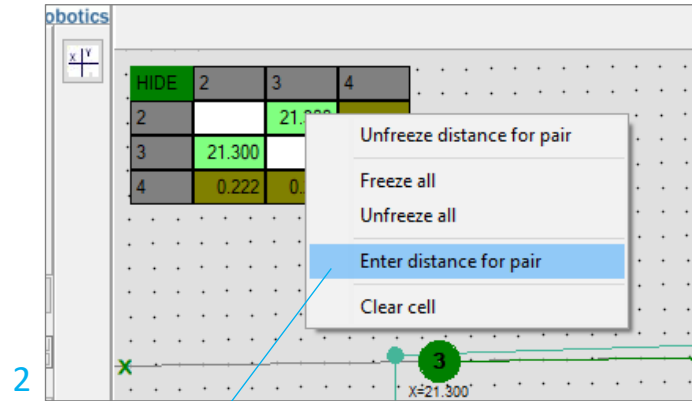 obotics
X Y
HIDE 2 3 4
2
3 21.300
4 0.222
Unfreeze distance for pair
Freeze all
Unfreeze all
Enter distance for pair
Clear cell
X
3
2
X=21.300